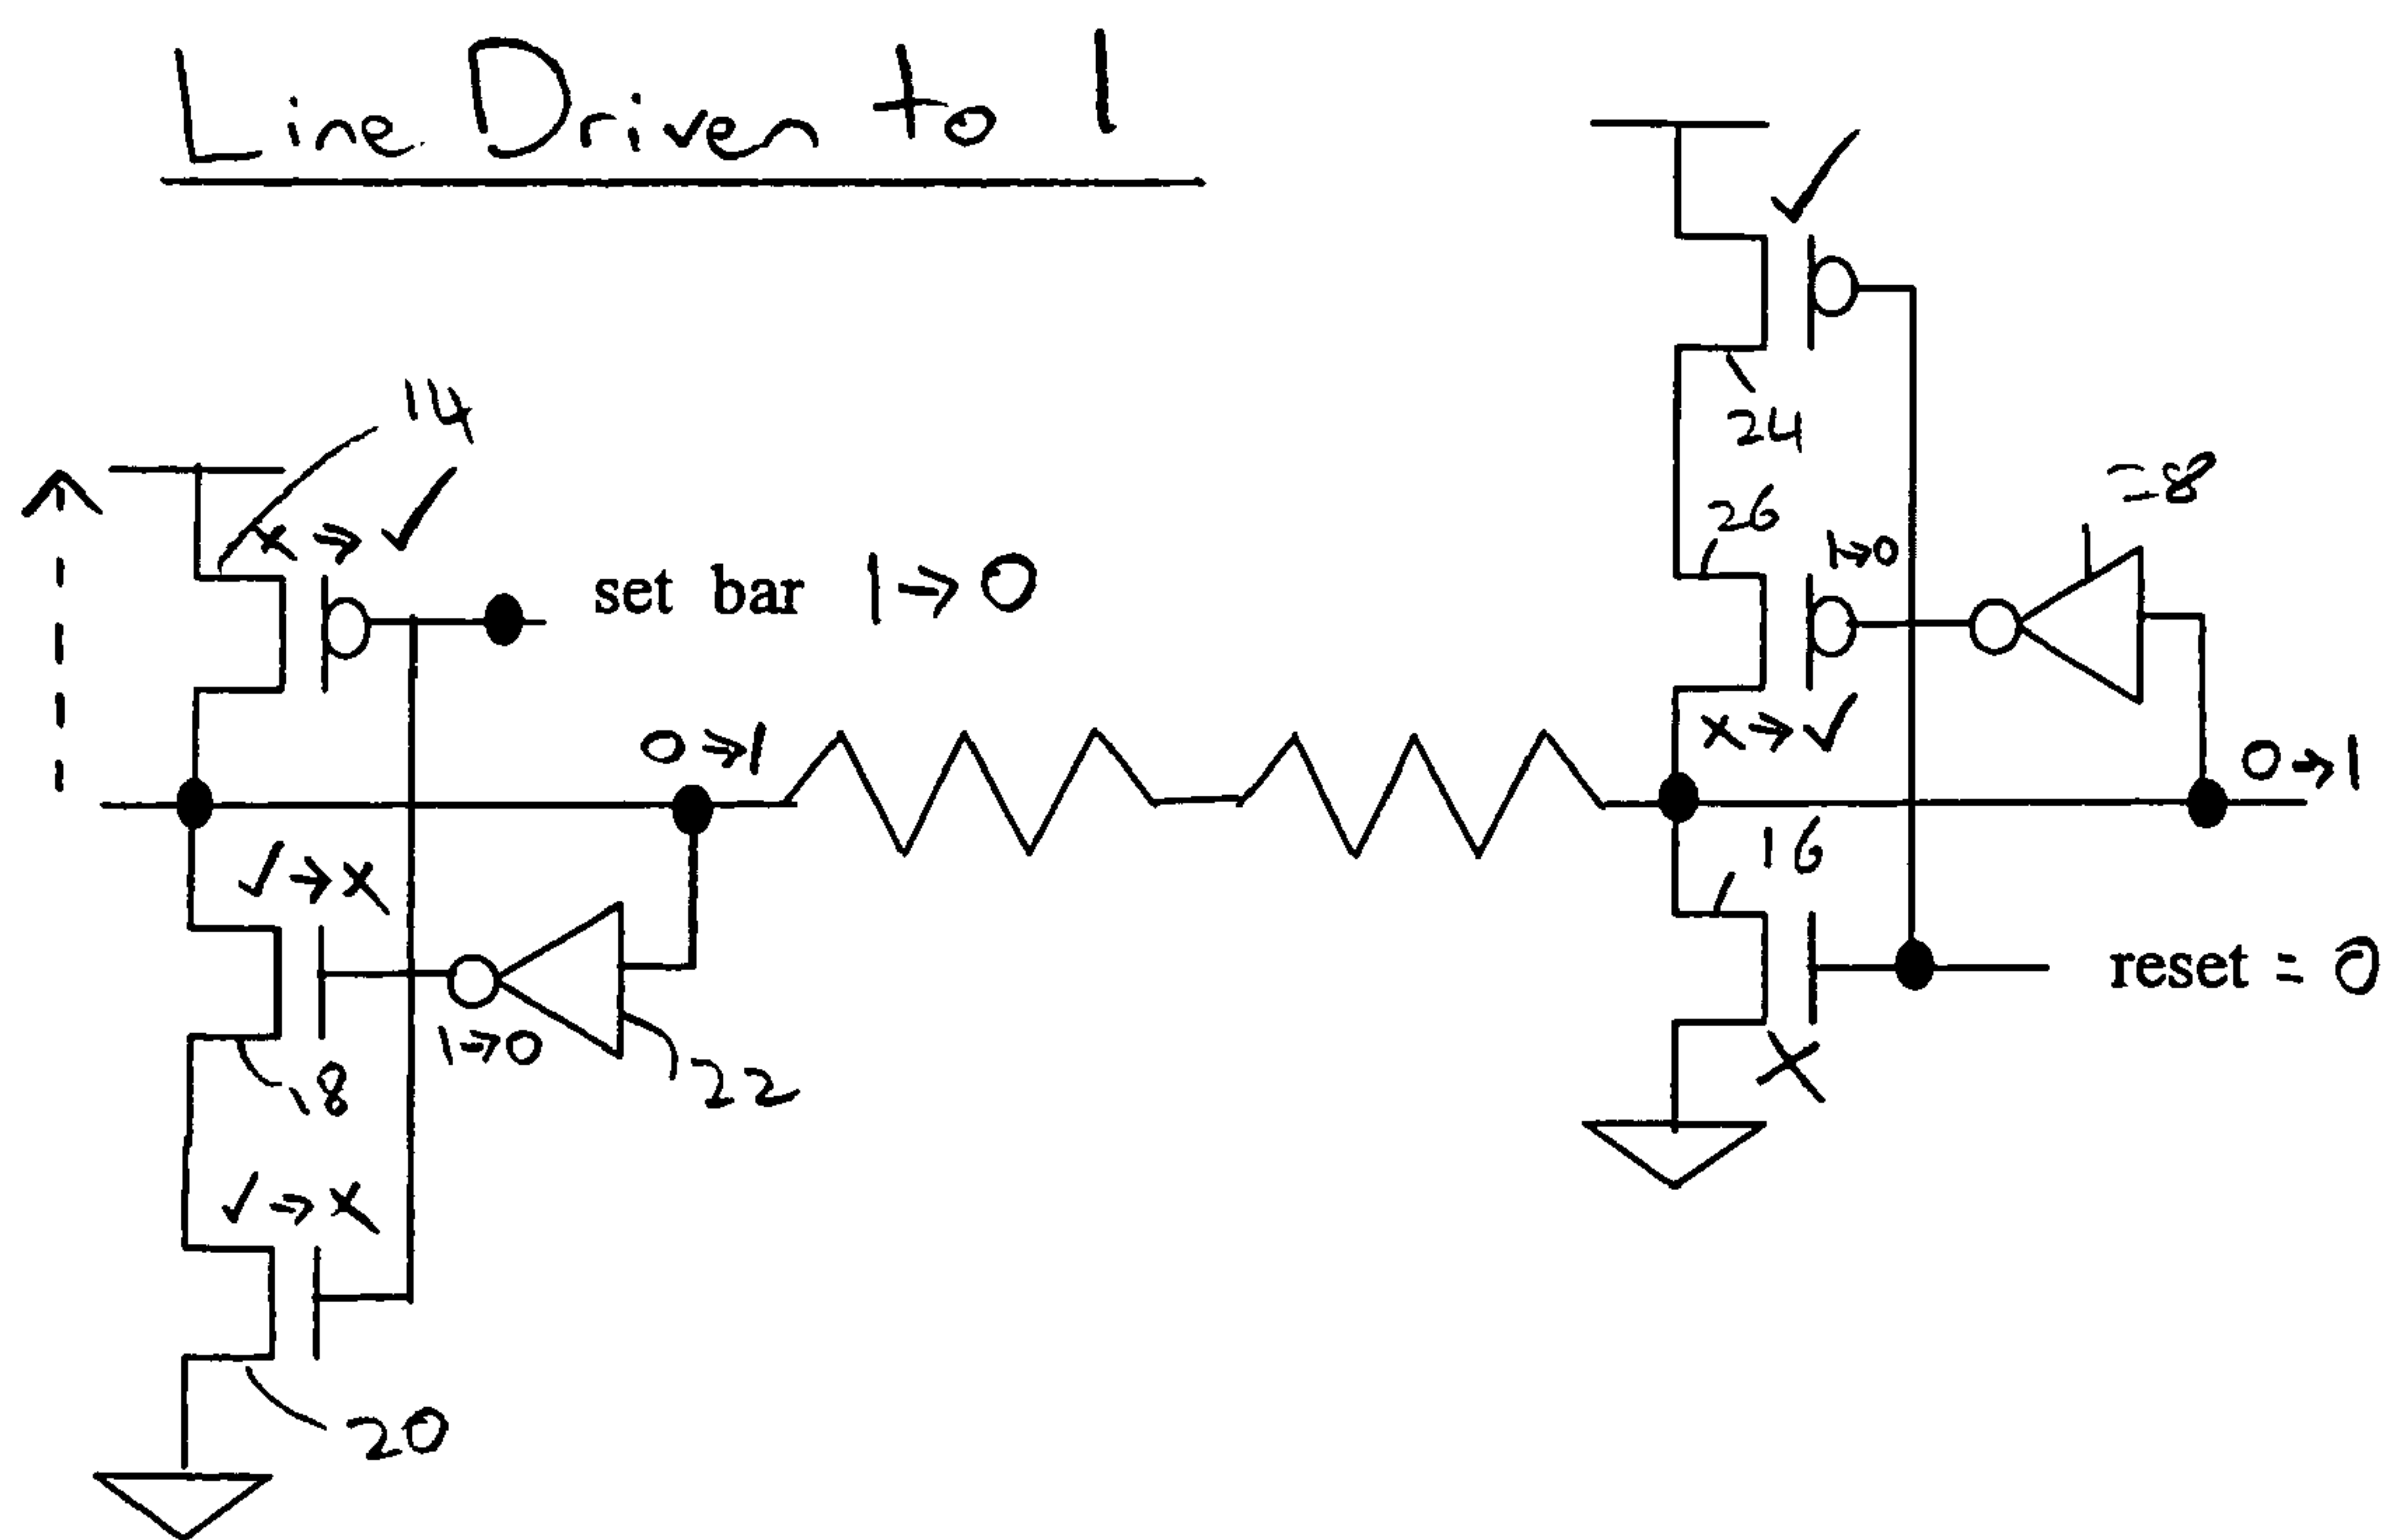 Line Driven to 1
✓
14
24
x → ✓
26
1→0
set bar 1→0
0→1
x → ✓
0→1
✓→x
16
reset = 0
1→0
18
22
X
✓→x
20